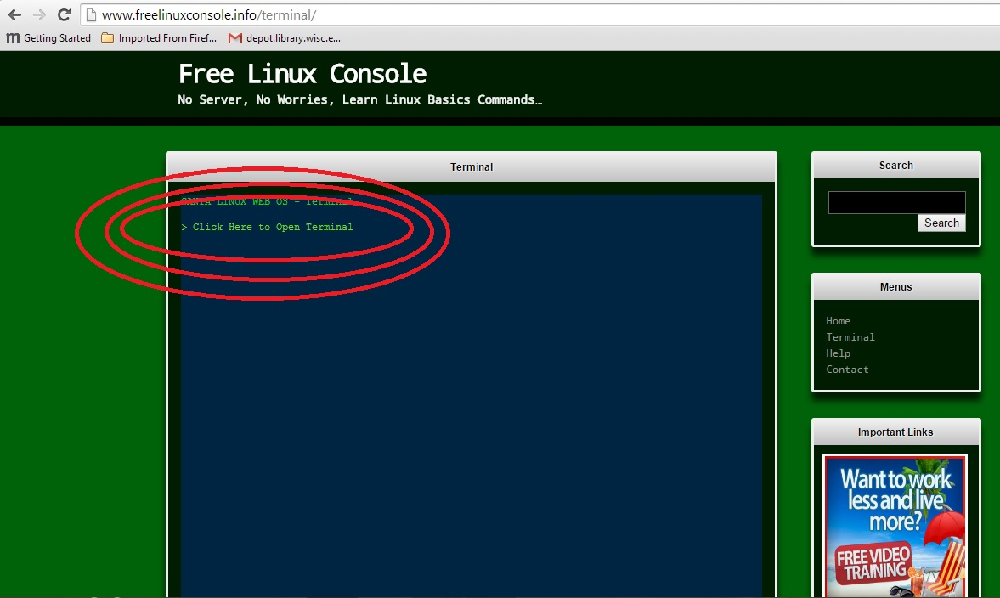 www.freelinuxconsole.info/terminal/
Getting Started Imported From Firef... depot.library.wisc.e...
Free Linux Console
No Server, No Worries, Learn Linux Basics Commands…
Terminal
LINUX WEB OS - Terminal
> Click Here to Open Terminal
Search
Search
Menus
Home
Terminal
Help
Contact
Important Links
Want to work
less and live
more?
FREE VIDEO
TRAINING